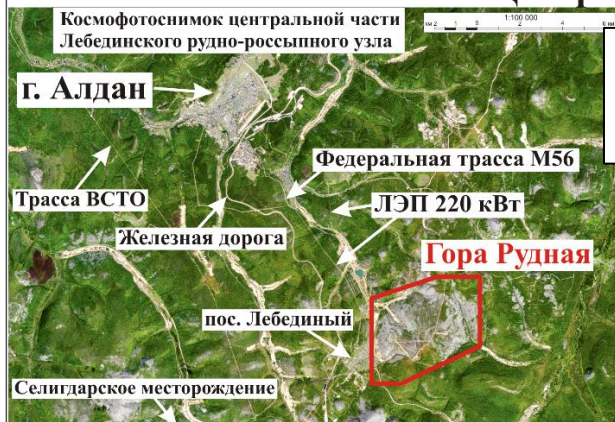 Космофотоснимок центральной части
Лебединского рудно-россыпного узла
1:100 000
г. Алдан
Федеральная трасса М56
Трасса ВСТО
ЛЭП 220 кВт
Железная дорога
Гора Рудная
пос. Лебединый
Селигдарское месторождение